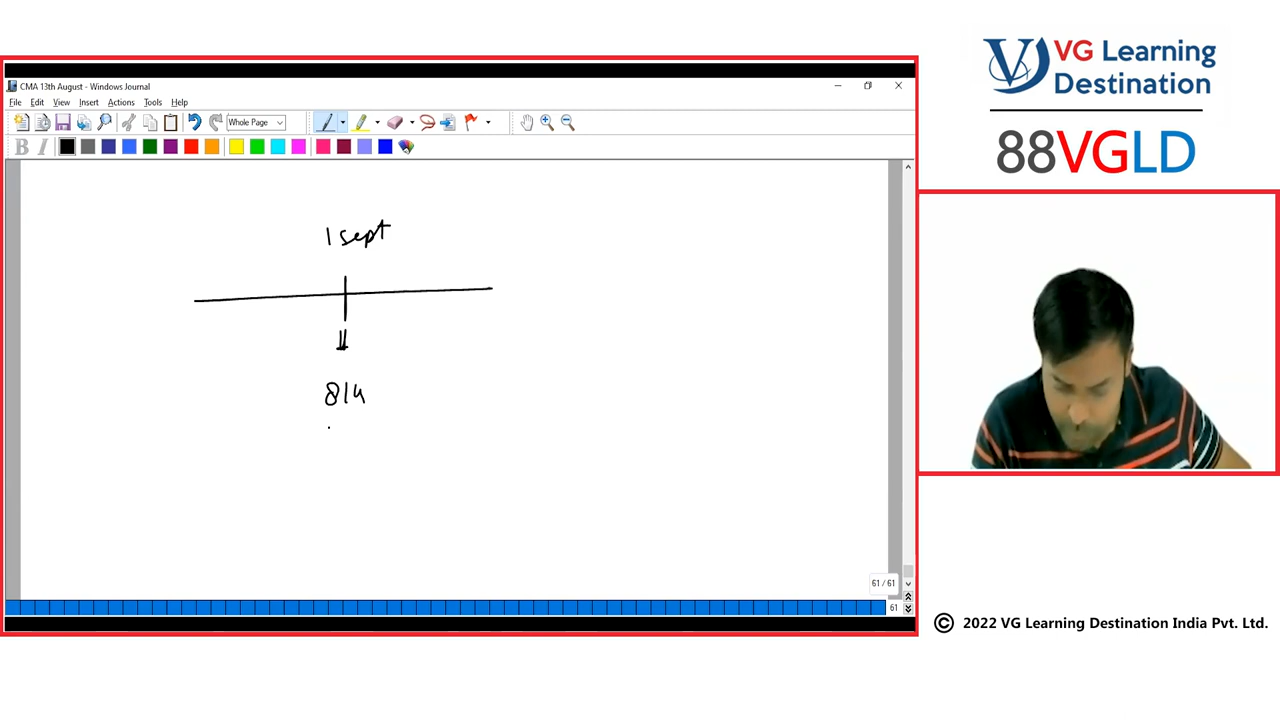 VG Learning
Destination
88VGLD
CMA 13th August - Windows Journal
File Edit View Insert Actions Tools Help
Whole Page
B I
1 sept
814
61 / 61
61
© 2022 VG Learning Destination India Pvt. Ltd.